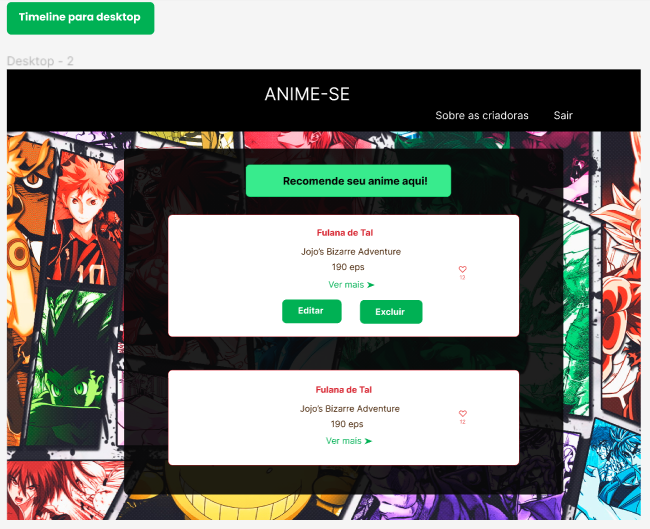 Timeline para desktop
Desktop - 2
ANIME-SE
Sobre as criadoras
Sair
Recomende seu anime aqui!
Fulana de Tal
Jojo's Bizarre Adventure
190 eps
13
Ver mais ➤
Editar
Excluir
Fulana de Tal
Jojo's Bizarre Adventure
190 eps
12
Ver mais ➤
10